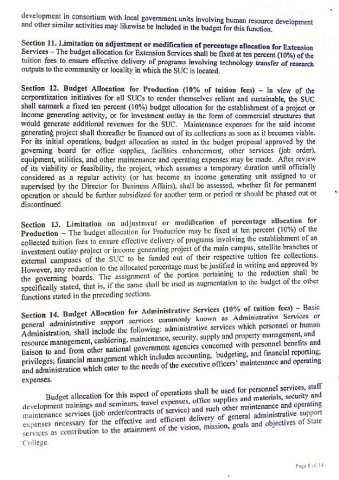 development in consortium with local government units involving human resource development
and other similar activities may likewise be included in the budget for this function.
Section 11. Limitation on adjustment or modification of percentage allocation for Extension
Services – The budget allocation for Extension Services shall be fixed at ten percent (10%) of the
tuition fees to ensure effective delivery of programs involving technology transfer of research
outputs to the community or locality in which the SUC is located.
Section 12. Budget Allocation for Production (10% of tuition fees) – In view of the
corporatization initiatives for all SUCs to render themselves reliant and sustainable, the SUC
shall earmark a fixed ten percent (10%) budget allocation for the establishment of a project or
income generating activity, or for investment outlay in the form of commercial structures that
would generate additional revenues for the SUC. Maintenance expenses for the said income
generating project shall thereafter be financed out of its collections as soon as it becomes viable.
For its initial operations, budget allocation as stated in the budget proposal approved by the
governing board for office supplies, facilities enhancement, other services (job order),
equipment, utilities, and other maintenance and operating expenses may be made. After review
of its viability or feasibility, the project, which assumes a temporary duration until officially
considered as a regular activity (or has become an income generating unit assigned to or
supervised by the Director for Business Affairs), shall be assessed, whether fit for permanent
operation or should be further subsidized for another term or period or should be phased out or
discontinued.
Section 13. Limitation on adjustment or modification of percentage allocation for
Production – The budget allocation for Production may be fixed at ten percent (10%) of the
collected tuition fees to ensure effective delivery of programs involving the establishment of an
investment outlay project or income generating project of the main campus, satellite branches or
external campuses of the SUC to be funded out of their respective tuition fee collections.
However, any reduction to the allocated percentage must be justified in writing and approved by
the governing boards. The assignment of the portion pertaining to the reduction shall be
specifically stated, that is, if the same shall be used as augmentation to the budget of the other
functions stated in the preceding sections.
Section 14. Budget Allocation for Administrative Services (10% of tuition fees) – Basic
general administrative support services commonly known as Administrative Services or
Administration, shall include the following: administrative services which personnel or human
resource management, cashiering, maintenance, security, supply and property management, and
liaison to and from other national government agencies concerned with personnel benefits and
privileges; financial management which includes accounting, budgeting, and financial reporting;
and administration which cater to the needs of the executive officers' maintenance and operating
expenses.
Budget allocation for this aspect of operations shall be used for personnel services, staff
development trainings and seminars, travel expenses, office supplies and materials, security and
maintenance services (job order/contracts of service) and such other maintenance and operating
expenses necessary for the effective and efficient delivery of general administrative support
services as contribution to the attainment of vision, mission, goals and objectives of State
College.
Page 8 of 14